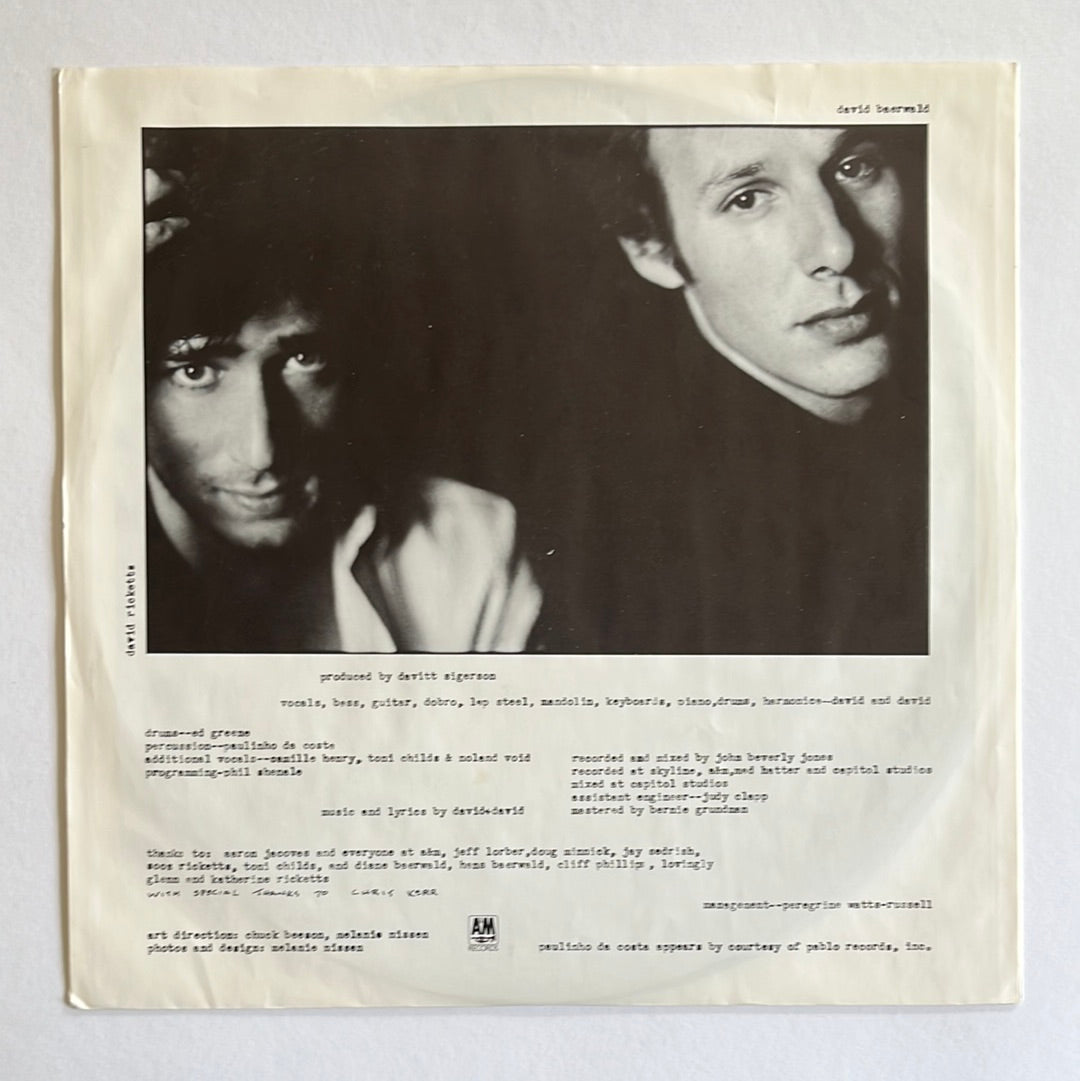 david baerwald
david ricketts
produced by davitt sigerson
vocals, bass, guitar, dobro, lap steel, mandolin, keyboards, piano,drums, harmonica--david and david
drums--ed greene
percussion--paulinho da costa
additional vocals--camille henry, toni childs & noland void
programming-phil shenale
recorded and mixed by john beverly jones
recorded at skyline, a&m,mad hatter and capitol studios
mixed at capitol studios
assistant engineer--judy clapp
mastered by bernie grundman
music and lyrics by david+david
thanks to: aaron jacoves and everyone at a&m, jeff lorber,doug minnick, jay sedrish,
ricketts, toni childs, and diane baerwald, hans baerwald, cliff phillips , lovingly
glenn and katherine ricketts
WITH SPECIAL THANKS TO CHRIS KERR
management--peregrine watts-russell
art direction: chuck beeson, melanie nissen
photos and design: melanie nissen
A&M
RECORDS
paulinho da costa appears by courtesy of pablo records, inc.